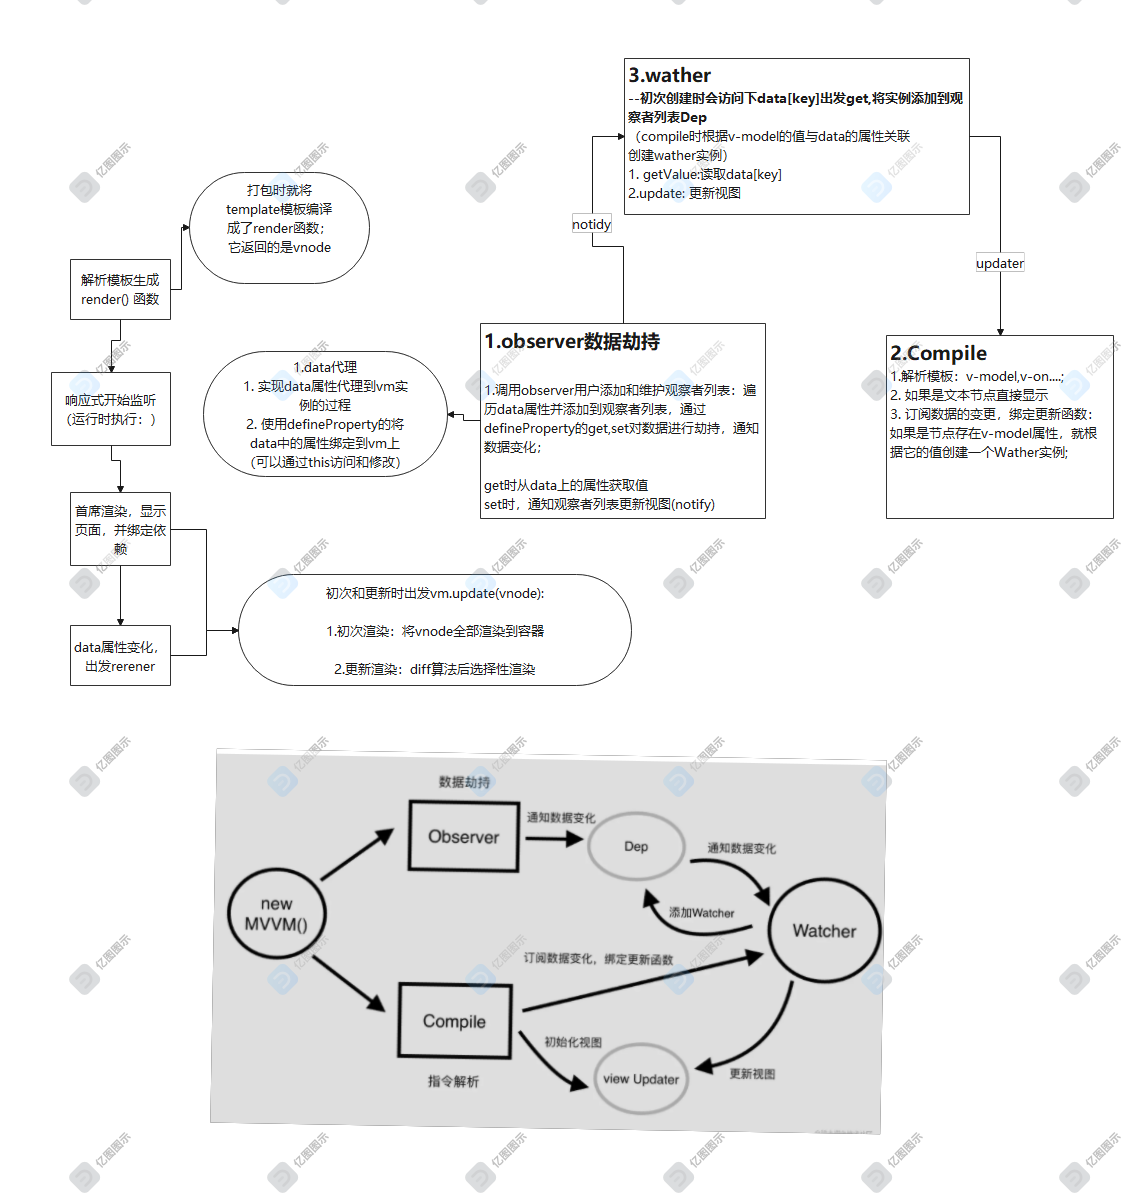 3.wather
--初次创建时会访问下data[key]出发get,将实例添加到观
察者列表Dep
（compile时根据v-model的值与data的属性关联
创建wather实例）
1. getValue:读取data[key]
2.update: 更新视图
notidy
updater
打包时就将
template模板编译
成了render函数；
它返回的是vnode
解析模板生成
render() 函数
1.data代理
1. 实现data属性代理到vm实
例的过程
2. 使用defineProperty的将
data中的属性绑定到vm上
（可以通过this访问和修改）
1.observer数据劫持
1.调用observer用户添加和维护观察者列表：遍
历data属性并添加到观察者列表，通过
defineProperty的get,set对数据进行劫持，通知
数据变化；
get时从data上的属性获取值
set时，通知观察者列表更新视图(notify)
2.Compile
1.解析模板：v-model,v-on....;
2. 如果是文本节点直接显示
3. 订阅数据的变更，绑定更新函数：
如果是节点存在v-model属性，就根
据它的值创建一个Wather实例;
响应式开始监听
（运行时执行：）
首席渲染，显示
页面，并绑定依
赖
data属性变化，
出发rerener
初次和更新时出发vm.update(vnode):
1.初次渲染：将vnode全部渲染到容器
2.更新渲染：diff算法后选择性渲染
数据劫持
Observer
通知数据变化
Dep
通知数据变化
new
MVVM()
添加Watcher
Watcher
订阅数据变化，绑定更新函数
Compile
初始化视图
指令解析
view Updater
更新视图
亿图图示